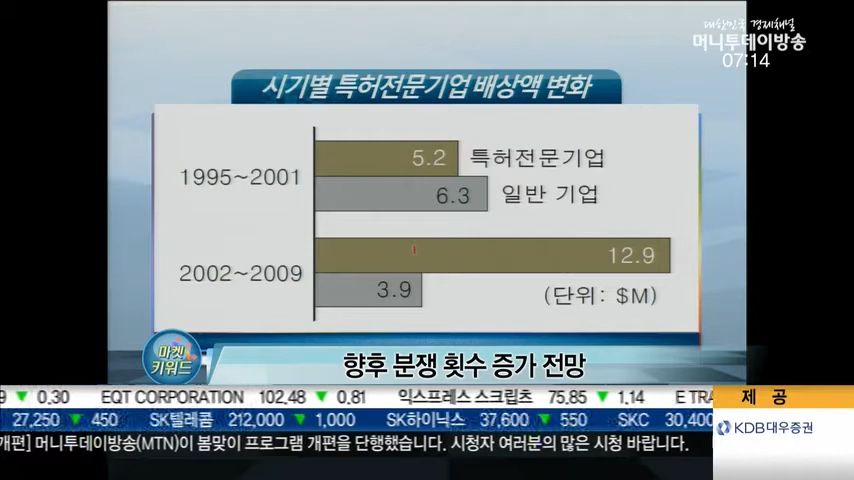 대한민국 경제채널
머니투데이방송
07:14
시기별 특허전문기업 배상액 변화
1995~2001
5.2 특허전문기업
6.3 일반 기업
2002~2009
12.9
3.9
(단위: $M)
마켓
키워드
향후 분쟁 횟수 증가 전망
9 ▼ 0,30 EQT CORPORATION 102,48 ▼ 0,81 익스프레스 스크립츠 75,85 ▼ 1,14 E TRA
제 공
27,250 ▼ 450 SK텔레콤 212,000 ▼ 1,000 SK하이닉스 37,600 ▼ 550 SKC 30,400
KDB대우증권
개편] 머니투데이방송(MTN)이 봄맞이 프로그램 개편을 단행했습니다. 시청자 여러분의 많은 시청 바랍니다.